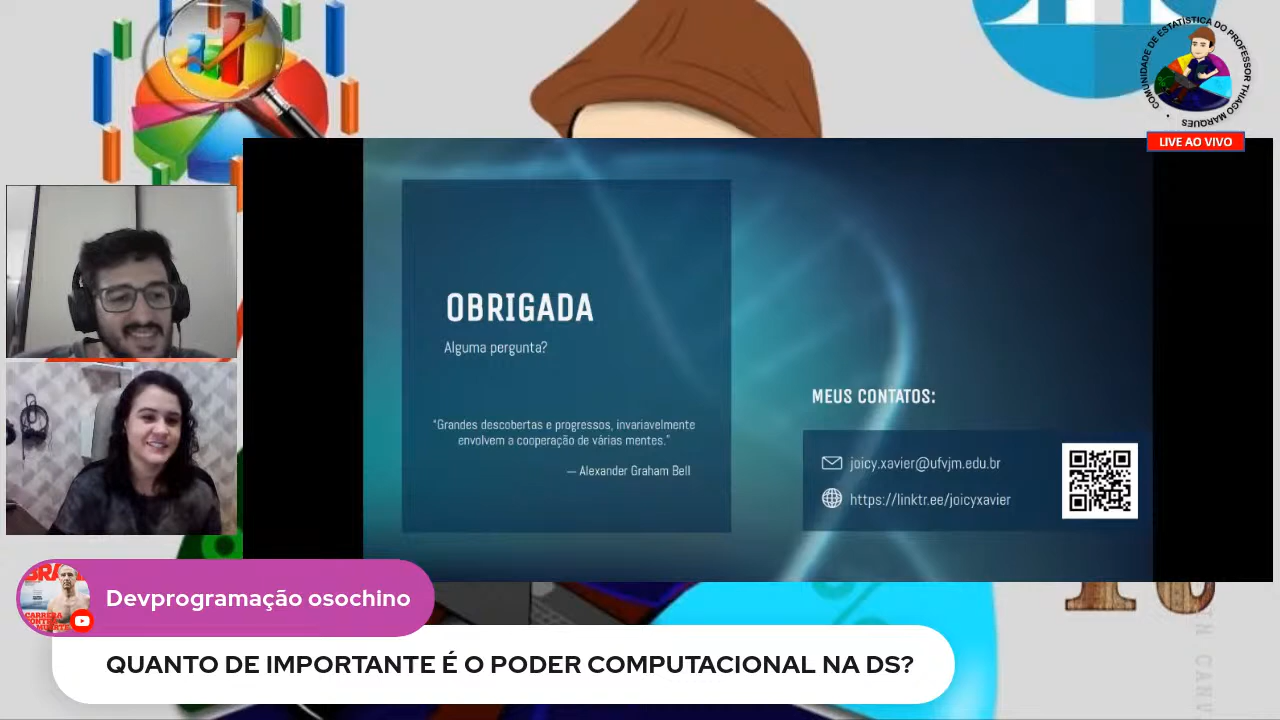 COMUNIDADE DE ESTATÍSTICA DO PROFESSOR THIAGO MARQUES
LIVE AO VIVO
OBRIGADA
Alguma pergunta?
"Grandes descobertas e progressos, invariavelmente
envolvem a cooperação de várias mentes."
— Alexander Graham Bell
MEUS CONTATOS:
joicy.xavier@ufvjm.edu.br
https://linktr.ee/joicyxavier
Devprogramação osochino
QUANTO DE IMPORTANTE É O PODER COMPUTACIONAL NA DS?